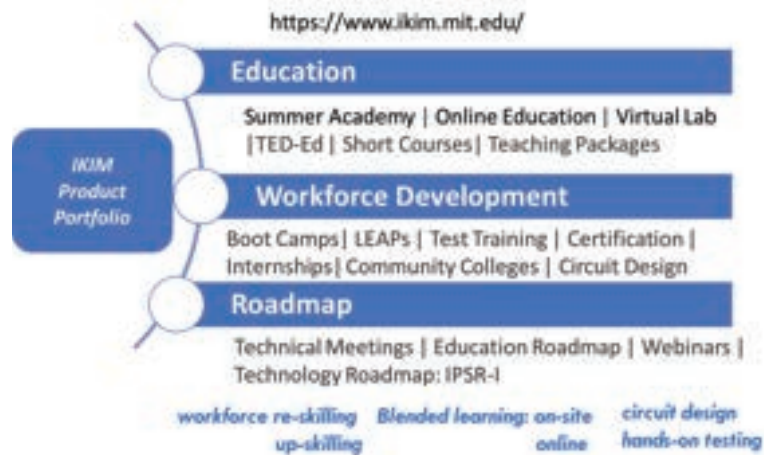 https://www.ikim.mit.edu/
Education
Summer Academy | Online Education | Virtual Lab
|TED-Ed | Short Courses| Teaching Packages
IKIM
Product
Portfolio
Workforce Development
Boot Camps| LEAPs | Test Training | Certification |
Internships| Community Colleges | Circuit Design
Roadmap
Technical Meetings | Education Roadmap | Webinars |
Technology Roadmap: IPSR-I
workforce re-skilling
up-skilling
Blended learning: on-site
online
circuit design
hands-on testing